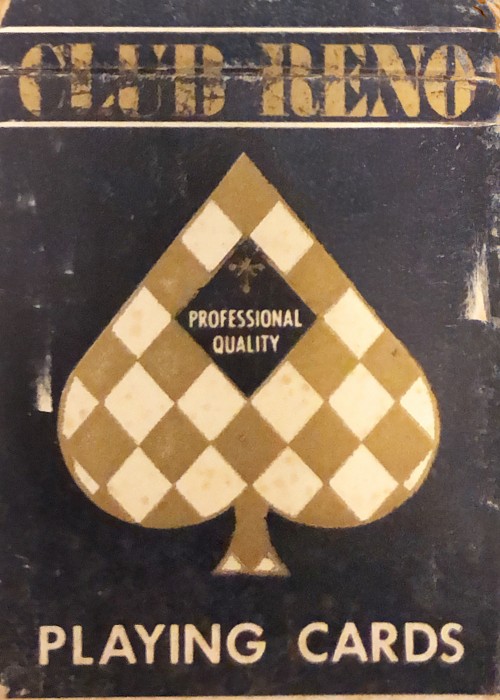 CLUB RENO
PROFESSIONAL
QUALITY
PLAYING CARDS